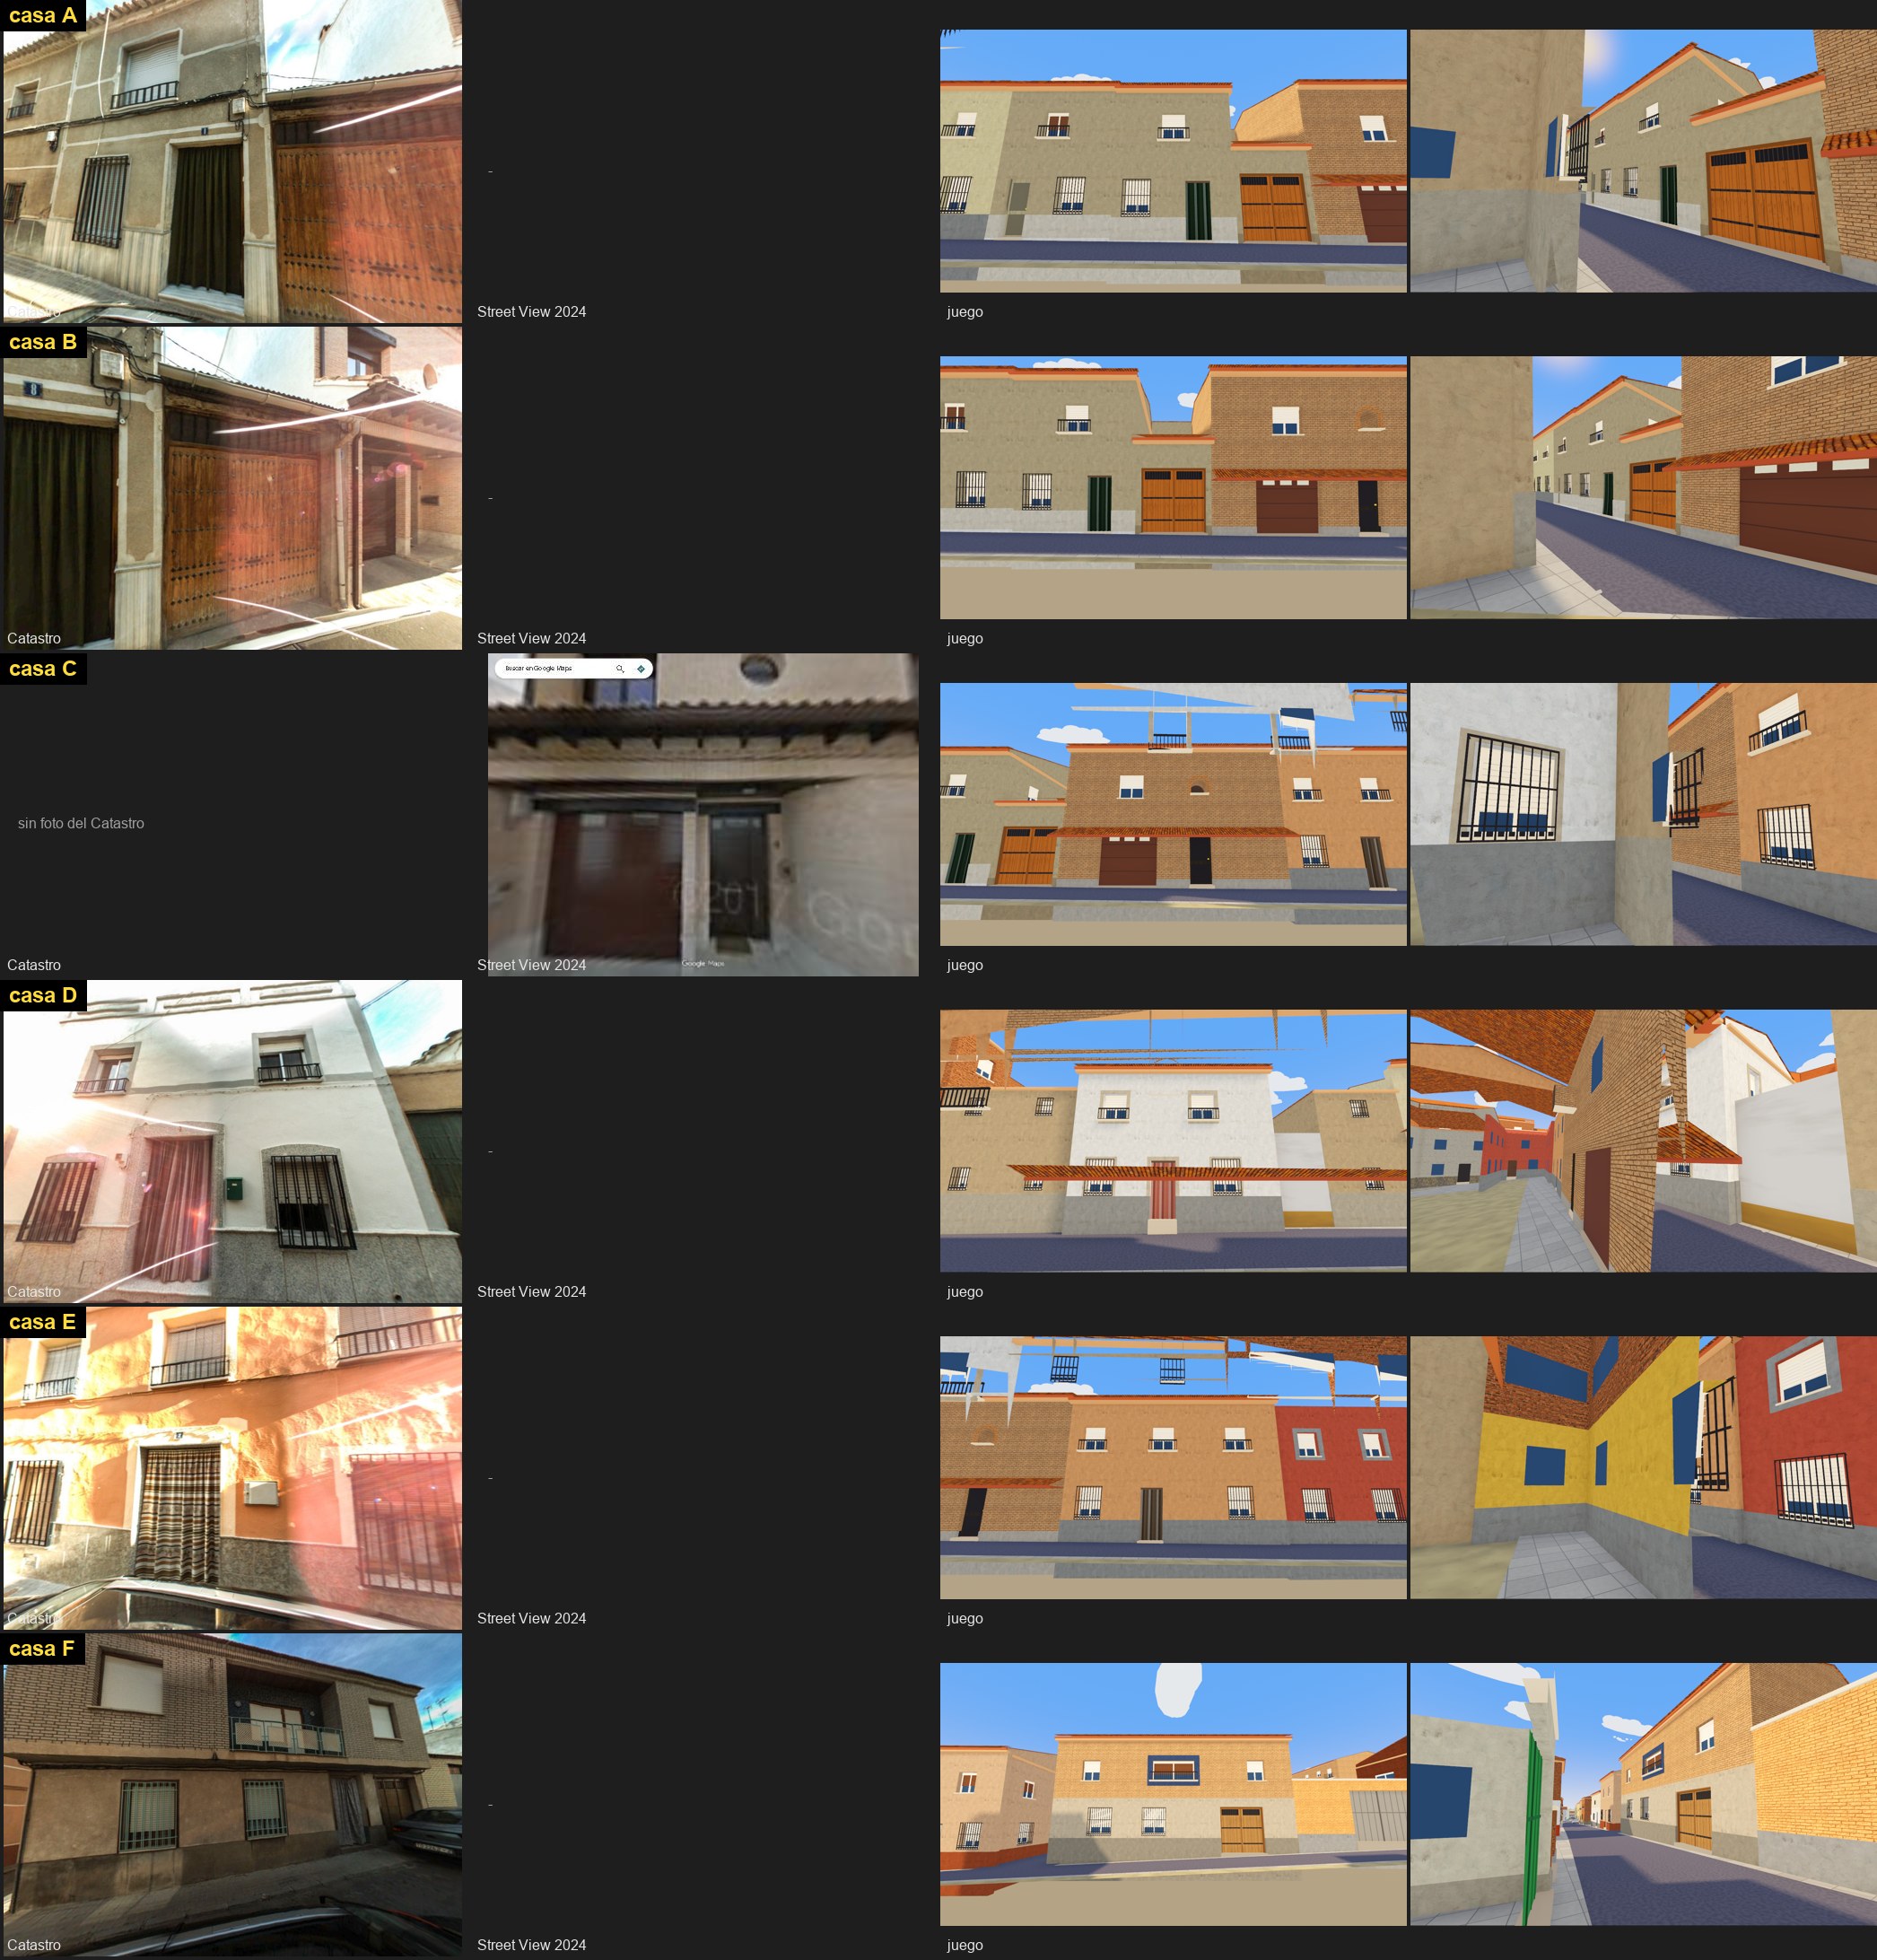 casa A
Catastro
-
Street View 2024
juego
casa B
8
Catastro
-
Street View 2024
juego
casa C
sin foto del Catastro
Catastro
Buscar en Google Maps
Google Maps
Street View 2024
juego
casa D
Catastro
-
Street View 2024
juego
casa E
Catastro
-
Street View 2024
juego
casa F
Catastro
-
Street View 2024
juego